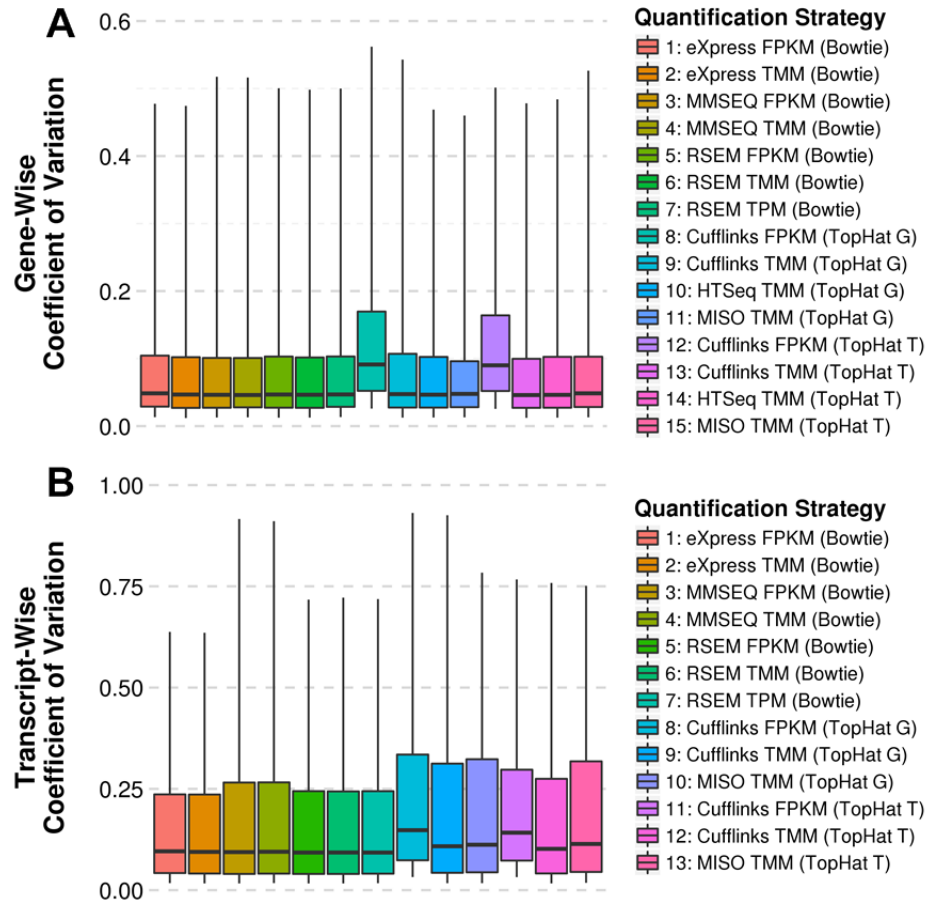 A
Gene-Wise
Coefficient of Variation
0.6
0.4
0.2
0.0
Quantification Strategy
1: eXpress FPKM (Bowtie)
2: eXpress TMM (Bowtie)
3: MMSEQ FPKM (Bowtie)
4: MMSEQ TMM (Bowtie)
5: RSEM FPKM (Bowtie)
6: RSEM TMM (Bowtie)
7: RSEM TPM (Bowtie)
8: Cufflinks FPKM (TopHat G)
9: Cufflinks TMM (TopHat G)
10: HTSeq TMM (TopHat G)
11: MISO TMM (TopHat G)
12: Cufflinks FPKM (TopHat T)
13: Cufflinks TMM (TopHat T)
14: HTSeq TMM (TopHat T)
15: MISO TMM (TopHat T)
B
Transcript-Wise
Coefficient of Variation
1.00
0.75
0.50
0.25
0.00
Quantification Strategy
1: eXpress FPKM (Bowtie)
2: eXpress TMM (Bowtie)
3: MMSEQ FPKM (Bowtie)
4: MMSEQ TMM (Bowtie)
5: RSEM FPKM (Bowtie)
6: RSEM TMM (Bowtie)
7: RSEM TPM (Bowtie)
8: Cufflinks FPKM (TopHat G)
9: Cufflinks TMM (TopHat G)
10: MISO TMM (TopHat G)
11: Cufflinks FPKM (TopHat T)
12: Cufflinks TMM (TopHat T)
13: MISO TMM (TopHat T)